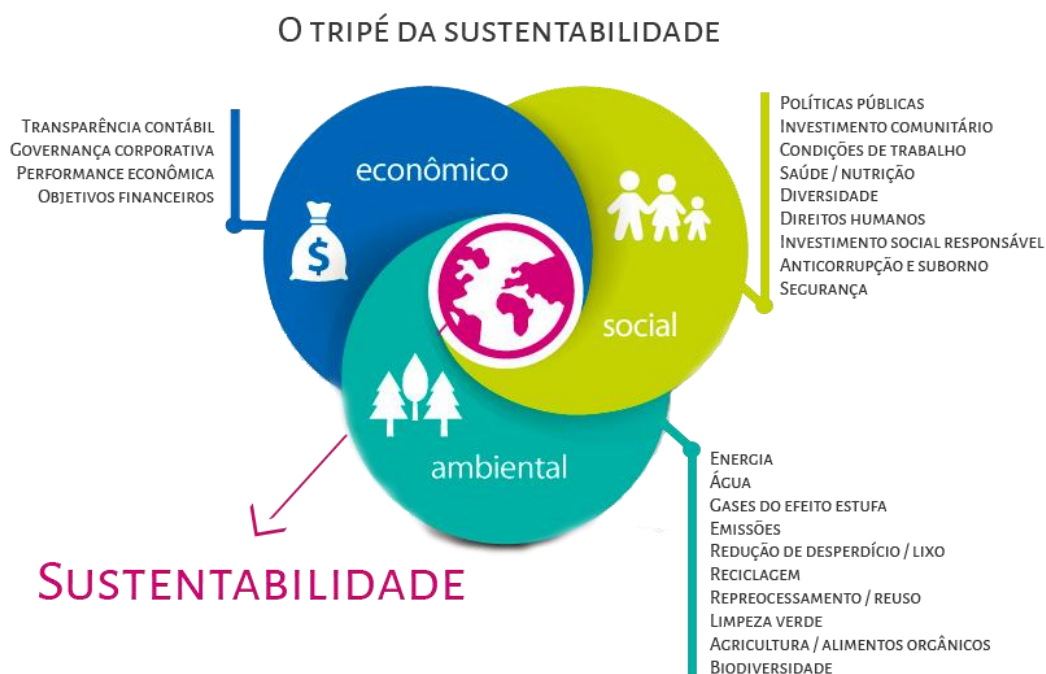 O TRIPÉ DA SUSTENTABILIDADE
TRANSPARÊNCIA CONTÁBIL
GOVERNANÇA CORPORATIVA
PERFORMANCE ECONÔMICA
OBJETIVOS FINANCEIROS
econômico
$
POLÍTICAS PÚBLICAS
INVESTIMENTO COMUNITÁRIO
CONDIÇÕES DE TRABALHO
SAÚDE / NUTRIÇÃO
DIVERSIDADE
DIREITOS HUMANOS
INVESTIMENTO SOCIAL RESPONSÁVEL
ANTICORRUPÇÃO E SUBORNO
SEGURANÇA
social
ambiental
SUSTENTABILIDADE
ENERGIA
ÁGUA
GASES DO EFEITO ESTUFA
EMISSÕES
REDUÇÃO DE DESPERDÍCIO / LIXO
RECICLAGEM
REPREOCESSAMENTO / REUSO
LIMPEZA VERDE
AGRICULTURA / ALIMENTOS ORGÂNICOS
BIODIVERSIDADE